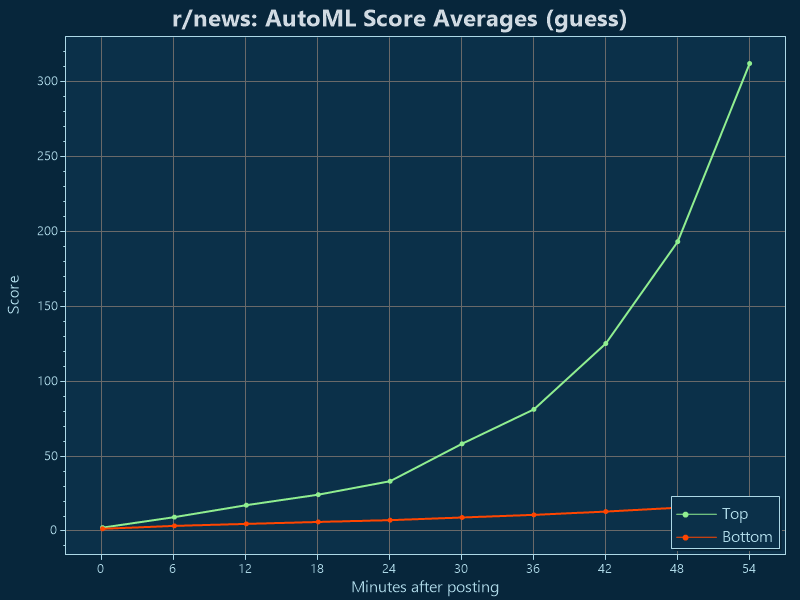 r/news: AutoML Score Averages (guess)
300
250
200
150
100
50
0
Score
0 6 12 18 24 30 36 42 48 54
Minutes after posting
Top
Bottom